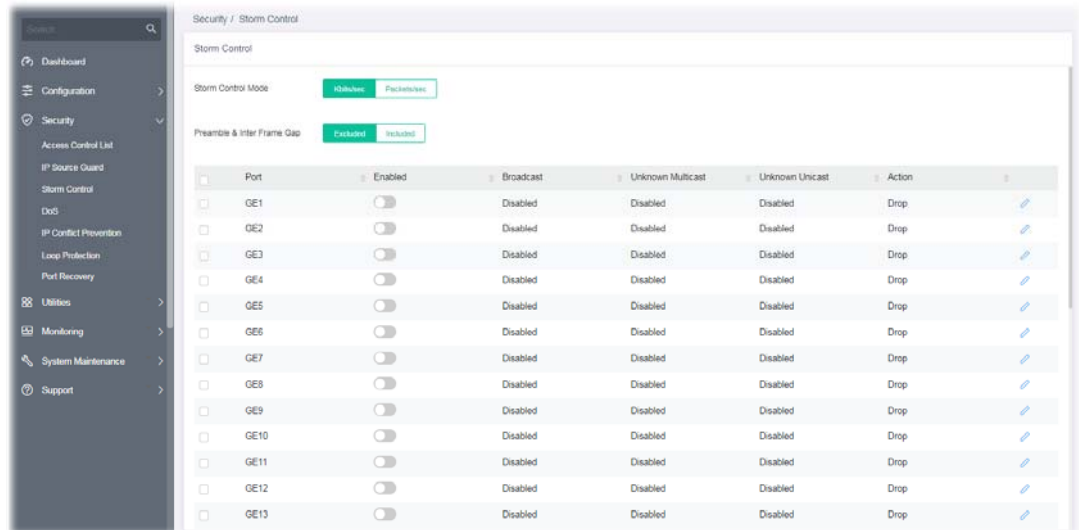 Search
Dashboard
Configuration
Security
Access Control List
IP Source Guard
Storm Control
DoS
IP Conflict Prevention
Loop Protection
Port Recovery
Utilities
Monitoring
System Maintenance
Support
Security / Storm Control
Storm Control
Storm Control Mode Kbits/sec Packets/sec
Preamble & Inter Frame Gap Excluded Included
Port Enabled Broadcast Unknown Multicast Unknown Unicast Action
GE1 Disabled Disabled Disabled Drop
GE2 Disabled Disabled Disabled Drop
GE3 Disabled Disabled Disabled Drop
GE4 Disabled Disabled Disabled Drop
GE5 Disabled Disabled Disabled Drop
GE6 Disabled Disabled Disabled Drop
GE7 Disabled Disabled Disabled Drop
GE8 Disabled Disabled Disabled Drop
GE9 Disabled Disabled Disabled Drop
GE10 Disabled Disabled Disabled Drop
GE11 Disabled Disabled Disabled Drop
GE12 Disabled Disabled Disabled Drop
GE13 Disabled Disabled Disabled Drop